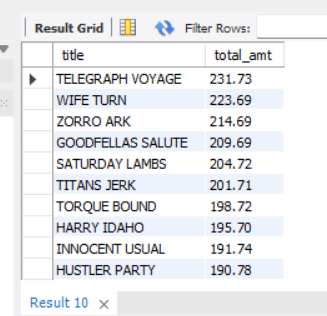 Result Grid Filter Rows:
title total_amt
TELEGRAPH VOYAGE 231.73
WIFE TURN 223.69
ZORRO ARK 214.69
GOODFELLAS SALUTE 209.69
SATURDAY LAMBS 204.72
TITANS JERK 201.71
TORQUE BOUND 198.72
HARRY IDAHO 195.70
INNOCENT USUAL 191.74
HUSTLER PARTY 190.78
Result 10